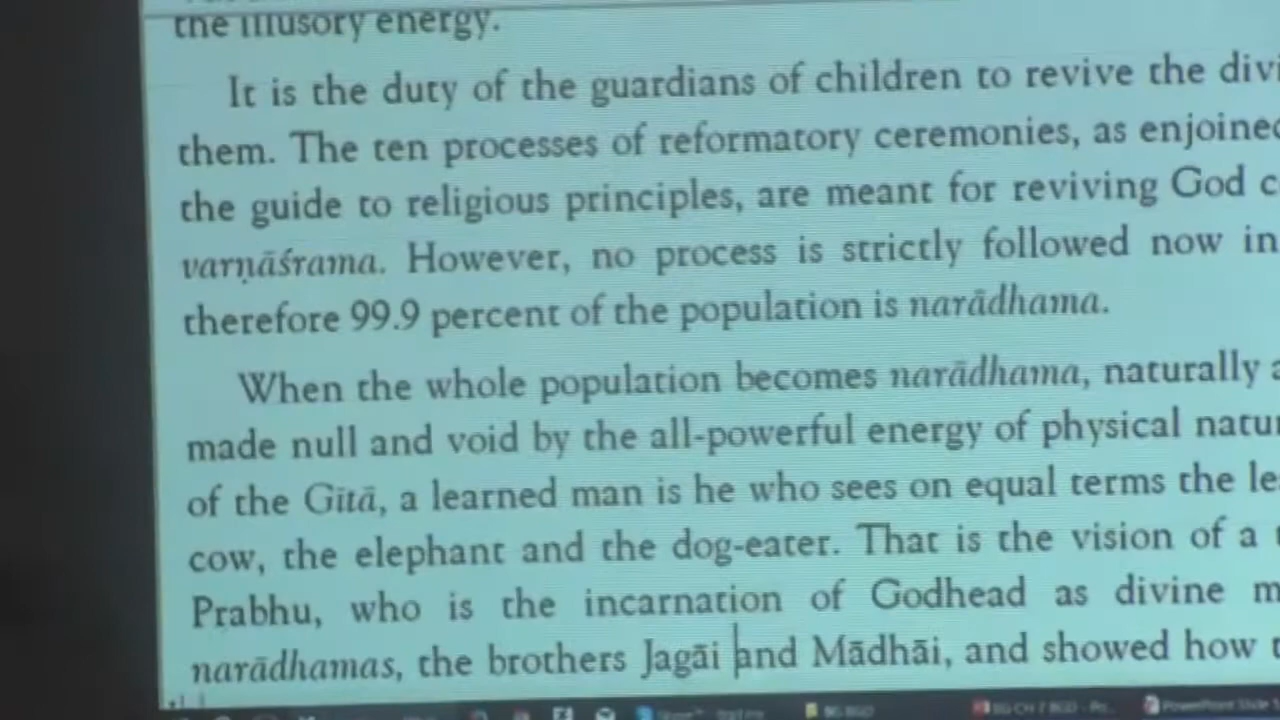 the illusory energy.
It is the duty of the guardians of children to revive the divi
them. The ten processes of reformatory ceremonies, as enjoined
the guide to religious principles, are meant for reviving God c
varṇāśrama. However, no process is strictly followed now in
therefore 99.9 percent of the population is narādhama.
When the whole population becomes narādhama, naturally a
made null and void by the all-powerful energy of physical natu
of the Gītā, a learned man is he who sees on equal terms the le
cow, the elephant and the dog-eater. That is the vision of a
Prabhu, who is the incarnation of Godhead as divine m
narādhamas, the brothers Jagāi and Mādhāi, and showed how t
PowerPoint Slide